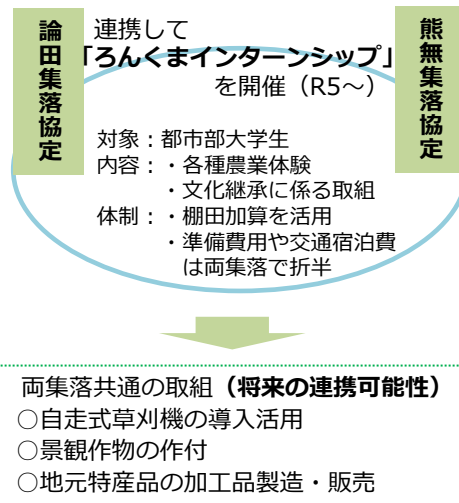 論田集落協定
連携して
「ろんくまインターンシップ」
を開催（R5～）
熊無集落協定
対象：都市部大学生
内容：・各種農業体験
・文化継承に係る取組
体制：・棚田加算を活用
・準備費用や交通宿泊費
は両集落で折半
両集落共通の取組（将来の連携可能性）
○自走式草刈機の導入活用
○景観作物の作付
○地元特産品の加工品製造・販売